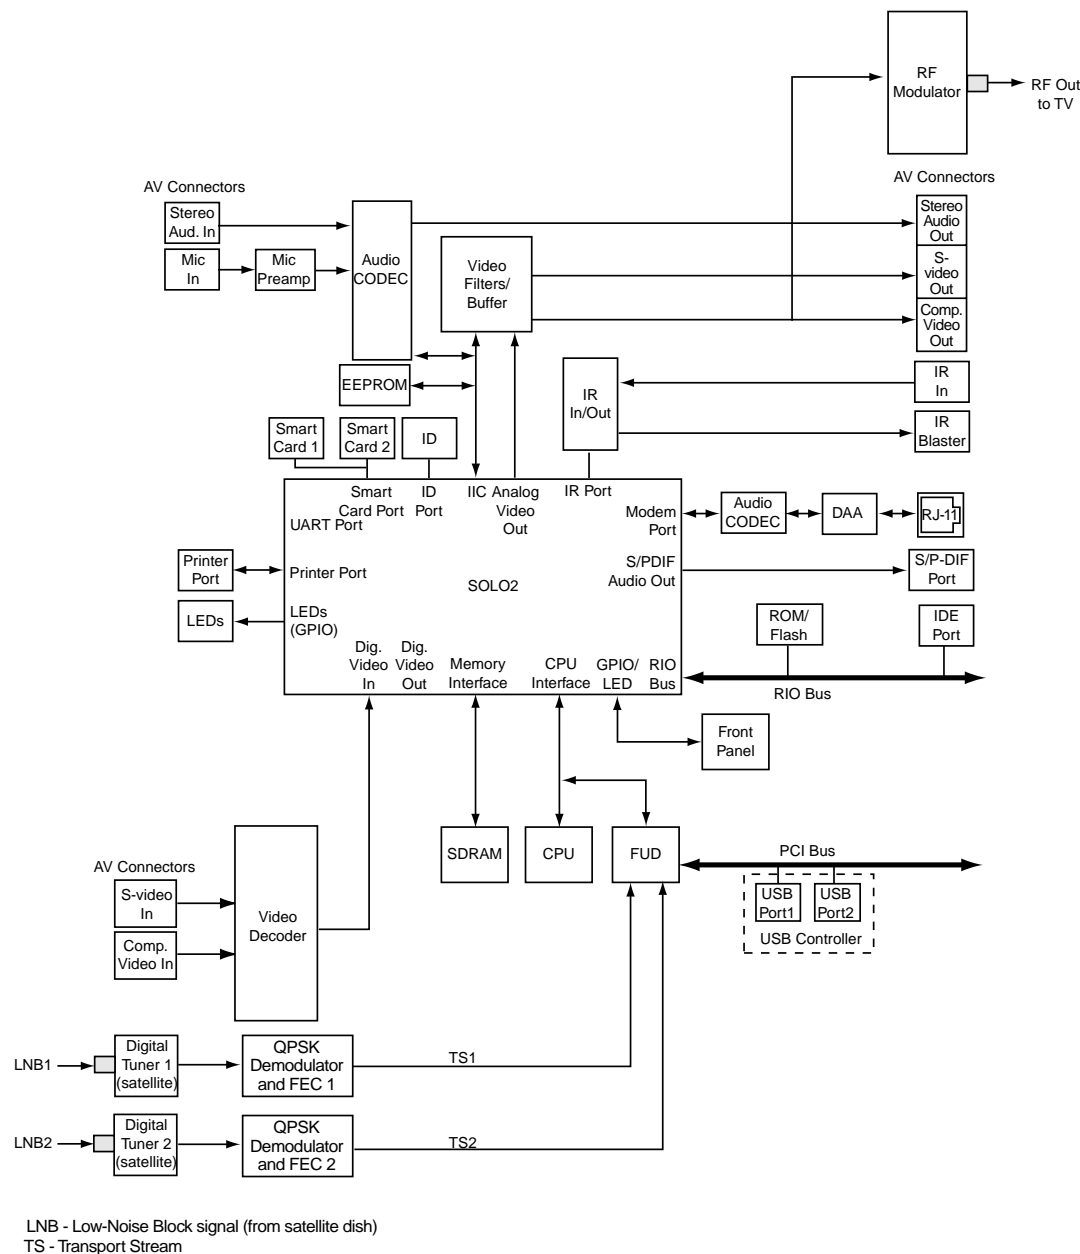 RF
Modulator
RF Out
to TV
AV Connectors
AV Connectors
Stereo
Aud. In
Mic
In
Mic
Preamp
Audio
CODEC
Video
Filters/
Buffer
Stereo
Audio
Out
S-
video
Out
Comp.
Video
Out
EEPROM
IR
In/Out
IR
In
IR
Blaster
Smart
Card 1
Smart
Card 2
ID
Smart
Card Port
ID
Port
IIC
Analog
Video
Out
IR Port
UART Port
Modem
Port
Audio
CODEC
DAA
RJ-11
Printer
Port
Printer Port
SOLO2
S/PDIF
Audio Out
S/P-DIF
Port
LEDs
LEDs
(GPIO)
ROM/
Flash
IDE
Port
Dig.
Video
In
Dig.
Video
Out
Memory
Interface
CPU
Interface
GPIO/
LED
RIO
Bus
RIO Bus
Front
Panel
SDRAM
CPU
FUD
PCI Bus
USB
Port1
USB
Port2
USB Controller
AV Connectors
S-video
In
Comp.
Video In
Video
Decoder
LNB1
Digital
Tuner 1
(satellite)
QPSK
Demodulator
and FEC 1
TS1
LNB2
Digital
Tuner 2
(satellite)
QPSK
Demodulator
and FEC 2
TS2
LNB - Low-Noise Block signal (from satellite dish)
TS - Transport Stream